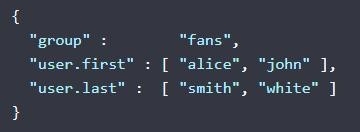 {
  "group" :        "fans",
  "user.first" : [ "alice", "john" ],
  "user.last" :  [ "smith", "white" ]
}